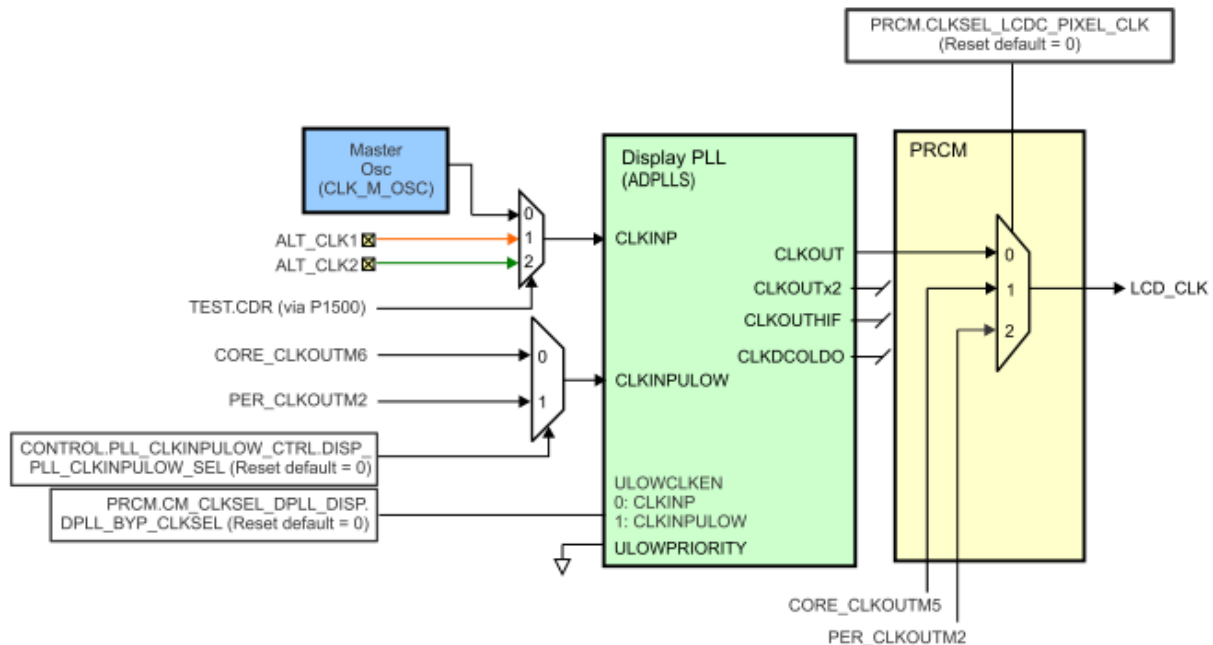 PRCM.CLKSEL_LCDC_PIXEL_CLK
(Reset default = 0)
Master
Osc
(CLK_M_OSC)
ALT_CLK1
ALT_CLK2
TEST.CDR (via P1500)
0
1
2
CORE_CLKOUTM6
PER_CLKOUTM2
0
1
CONTROL.PLL_CLKINPULOW_CTRL.DISP_
PLL_CLKINPULOW_SEL (Reset default = 0)
PRCM.CM_CLKSEL_DPLL_DISP.
DPLL_BYP_CLKSEL (Reset default = 0)
Display PLL
(ADPLLS)
CLKINP
CLKOUT
CLKOUTx2
CLKOUTHIF
CLKDCOLDO
CLKINPULOW
ULOWCLKEN
0: CLKINP
1: CLKINPULOW
ULOWPRIORITY
PRCM
0
1
2
LCD_CLK
CORE_CLKOUTM5
PER_CLKOUTM2